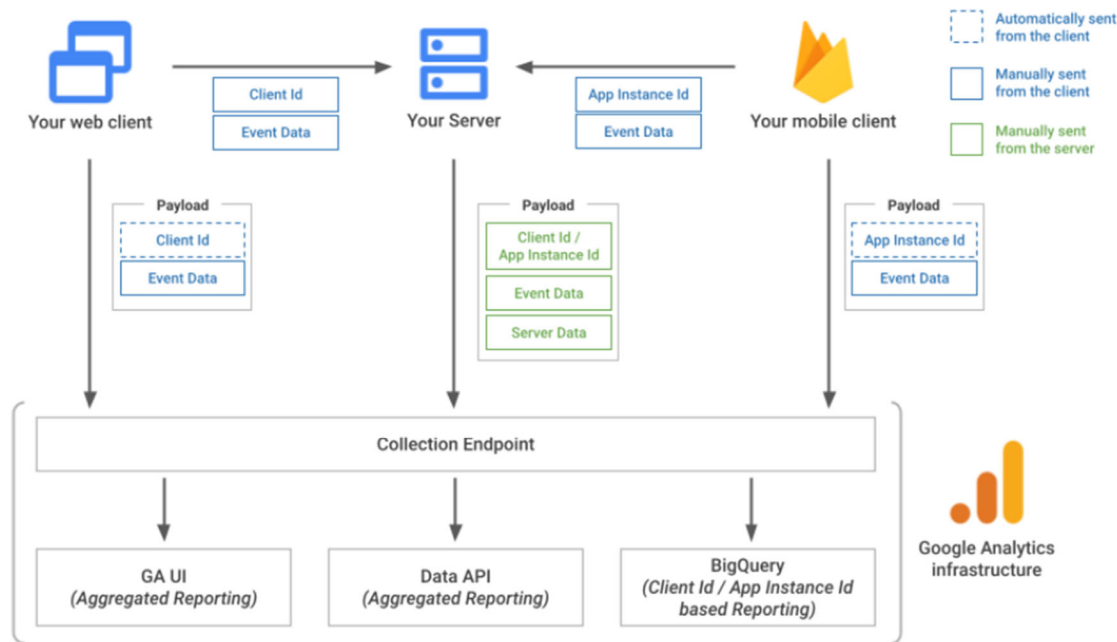 Automatically sent
from the client
Manually sent
from the client
Manually sent
from the server
Your web client
Client Id
Event Data
Your Server
App Instance Id
Event Data
Your mobile client
Payload
Client Id
Event Data
Payload
Client Id /
App Instance Id
Event Data
Server Data
Payload
App Instance Id
Event Data
Collection Endpoint
GA UI
(Aggregated Reporting)
Data API
(Aggregated Reporting)
BigQuery
(Client Id / App Instance Id
based Reporting)
Google Analytics
infrastructure